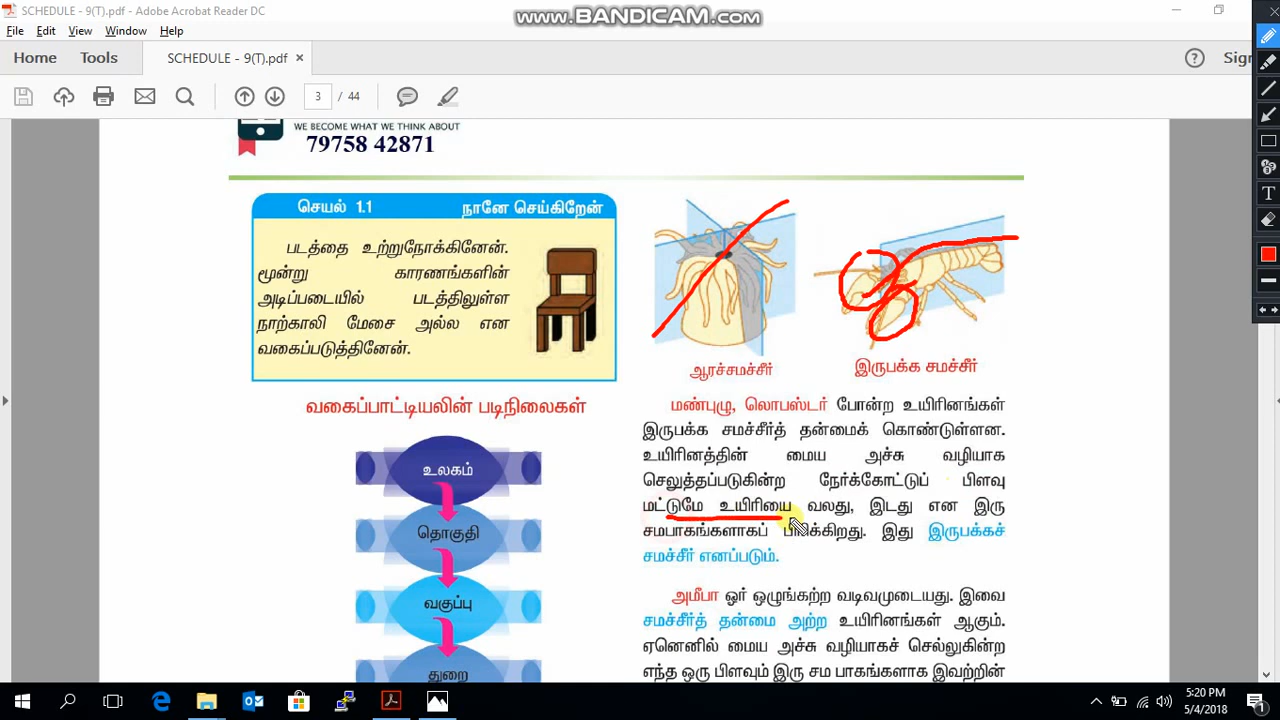 SCHEDULE - 9(T).pdf - Adobe Acrobat Reader DC
www.BANDICAM.com
File Edit View Window Help
Home Tools SCHEDULE - 9(T).pdf × Sign
3 / 44
WE BECOME WHAT WE THINK ABOUT
79758 42871
செயல் 1.1 நானே செய்கிறேன்
படத்தை உற்றுநோக்கினேன்.
மூன்று காரணங்களின்
அடிப்படையில் படத்திலுள்ள
நாற்காலி மேசை அல்ல என
வகைப்படுத்தினேன்.
வகைப்பாட்டியலின் படிநிலைகள்
உலகம்
தொகுதி
வகுப்பு
துறை
ஆரச்சமச்சீர் இருபக்க சமச்சீர்
மண்புழு, லொபஸ்டர் போன்ற உயிரினங்கள்
இருபக்க சமச்சீர்த் தன்மைக் கொண்டுள்ளன.
உயிரினத்தின் மைய அச்சு வழியாக
செலுத்தப்படுகின்ற நேர்க்கோட்டுப் பிளவு
மட்டுமே உயிரியை வலது, இடது என இரு
சமபாகங்களாகப் பிரிக்கிறது. இது இருபக்கச்
சமச்சீர் எனப்படும்.
அமீபா ஓர் ஒழுங்கற்ற வடிவமுடையது. இவை
சமச்சீர்த் தன்மை அற்ற உயிரினங்கள் ஆகும்.
ஏனெனில் மைய அச்சு வழியாகச் செல்லுகின்ற
எந்த ஒரு பிளவும் இரு சம பாகங்களாக இவற்றின்
5:20 PM
5/4/2018